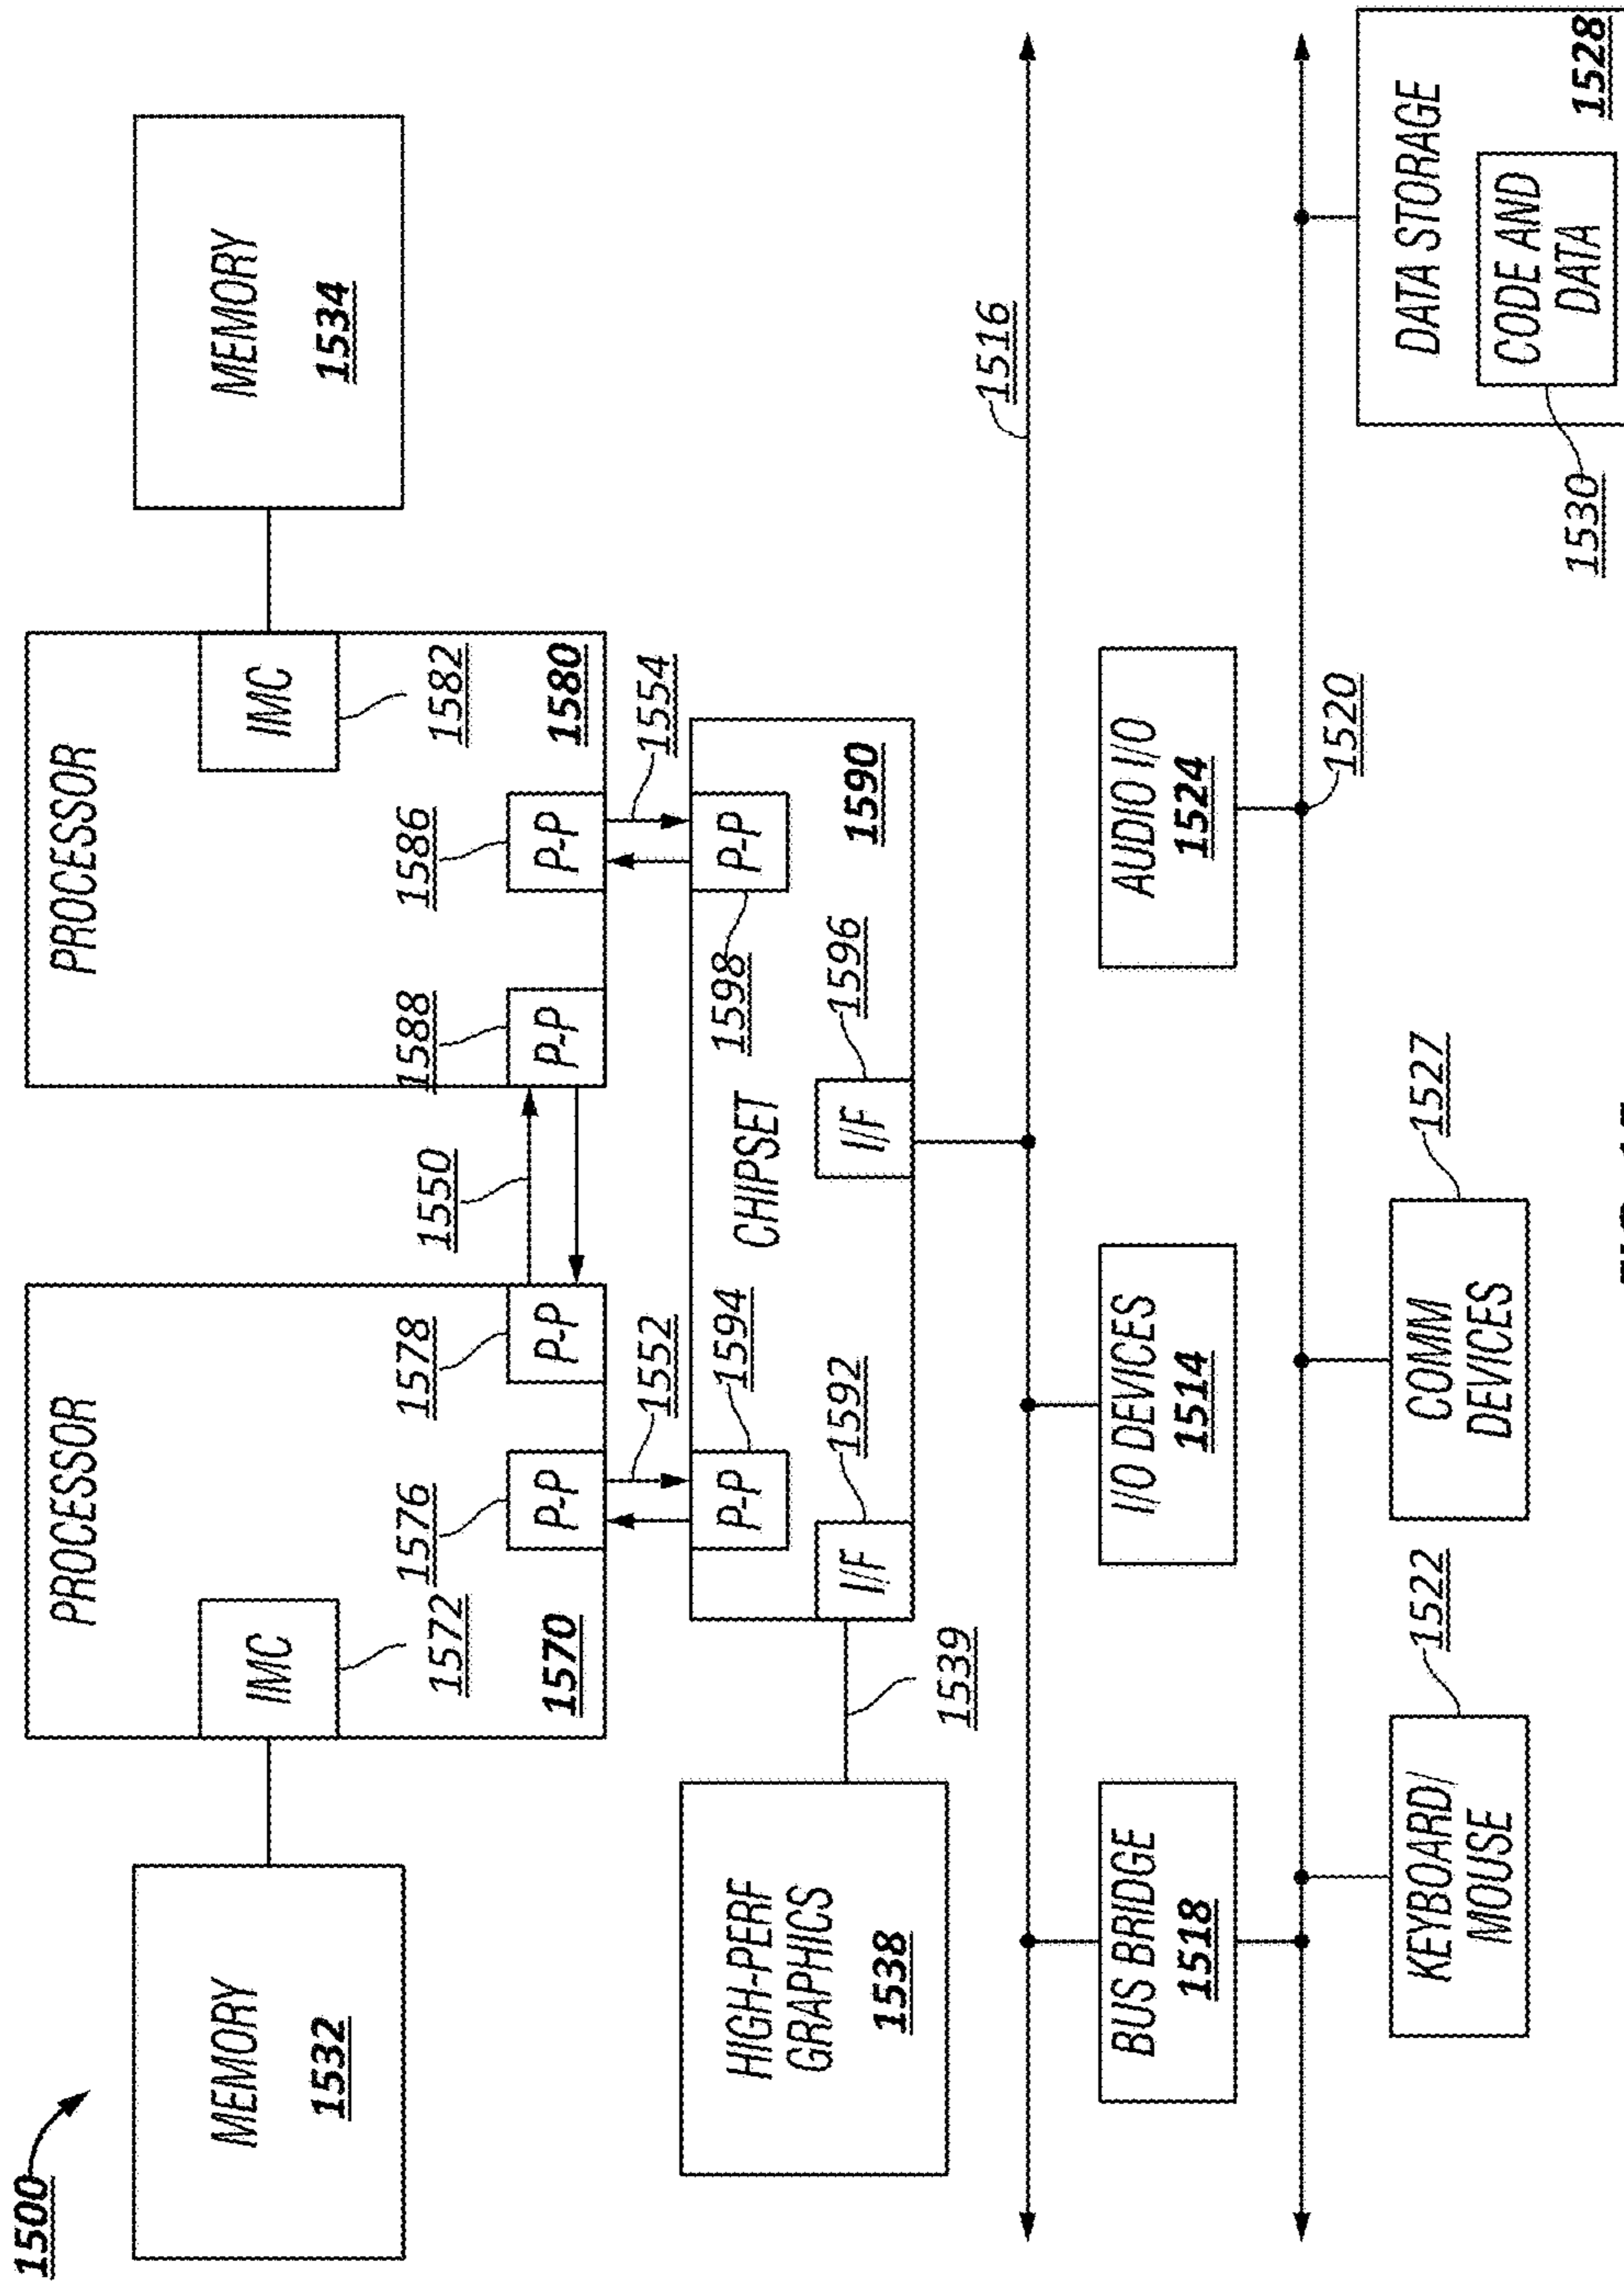 1500
MEMORY
1532
PROCESSOR
IMC
1572
1570
1576
1578
P-P
P-P
1550
PROCESSOR
1588
1586
P-P
P-P
IMC
1582
1580
MEMORY
1534
1552
1554
HIGH-PERF
GRAPHICS
1538
1539
P-P
1594
I/F
1592
CHIPSET
P-P
1598
I/F
1596
1590
1516
BUS BRIDGE
1518
I/O DEVICES
1514
AUDIO I/O
1524
1520
KEYBOARD/
MOUSE
1522
COMM
DEVICES
1527
DATA STORAGE
CODE AND
DATA
1530
1528